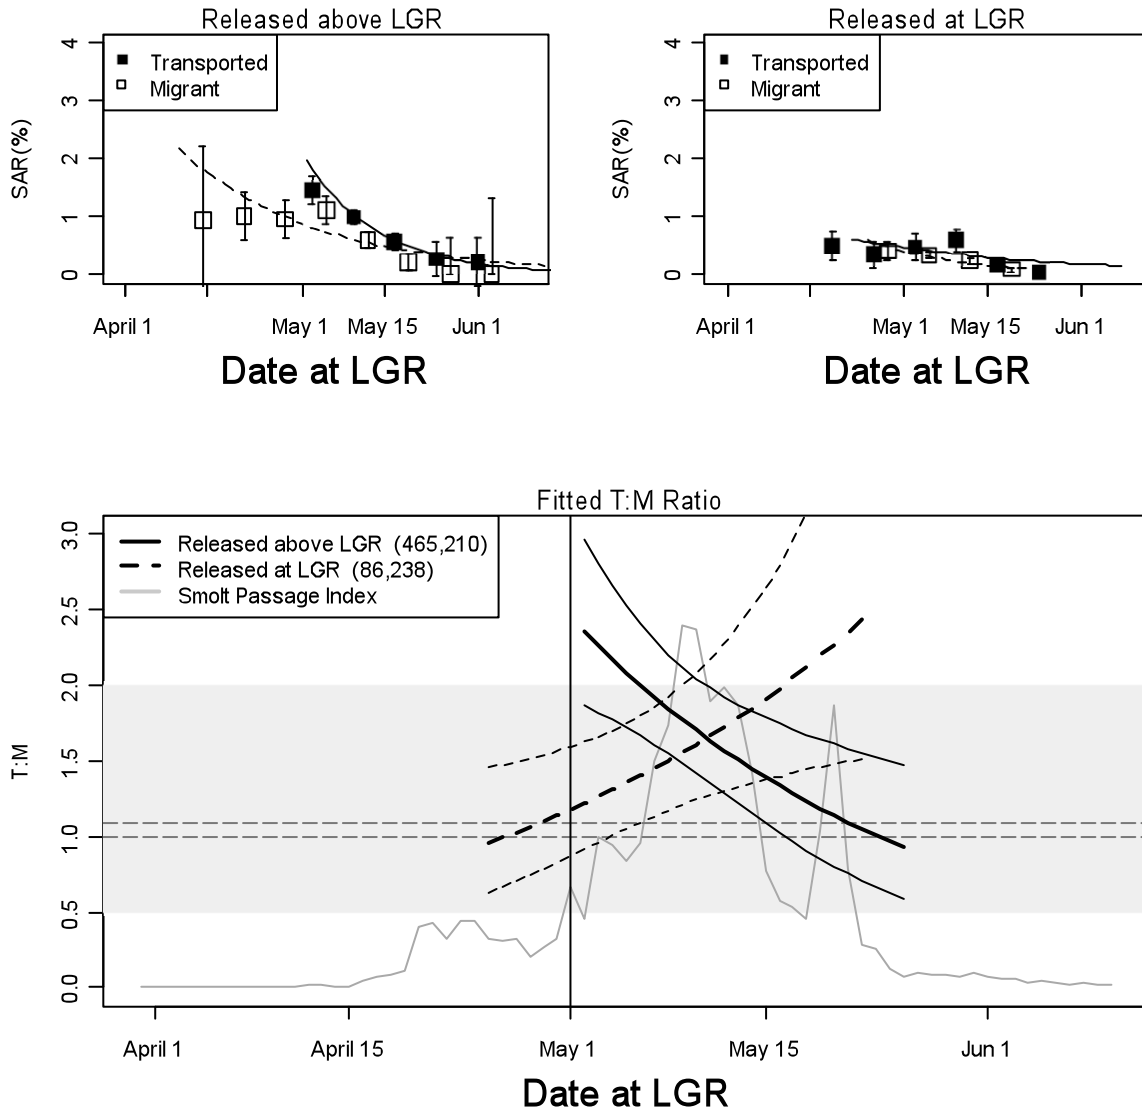 Released above LGR
Released at LGR
4
3
2
1
0
SAR(%)
Transported
Migrant
April 1
May 1
May 15
Jun 1
Date at LGR
4
3
2
1
0
SAR(%)
Transported
Migrant
April 1
May 1
May 15
Jun 1
Date at LGR
Fitted T:M Ratio
Released above LGR (465,210)
Released at LGR (86,238)
Smolt Passage Index
3.0
2.5
2.0
1.5
1.0
0.5
0.0
T:M
April 1
April 15
May 1
May 15
Jun 1
Date at LGR